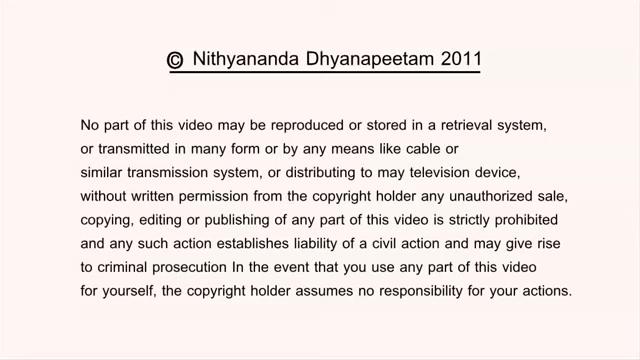 © Nithyananda Dhyanapeetam 2011
No part of this video may be reproduced or stored in a retrieval system,
or transmitted in many form or by any means like cable or
similar transmission system, or distributing to may television device,
without written permission from the copyright holder any unauthorized sale,
copying, editing or publishing of any part of this video is strictly prohibited
and any such action establishes liability of a civil action and may give rise
to criminal prosecution In the event that you use any part of this video
for yourself, the copyright holder assumes no responsibility for your actions.